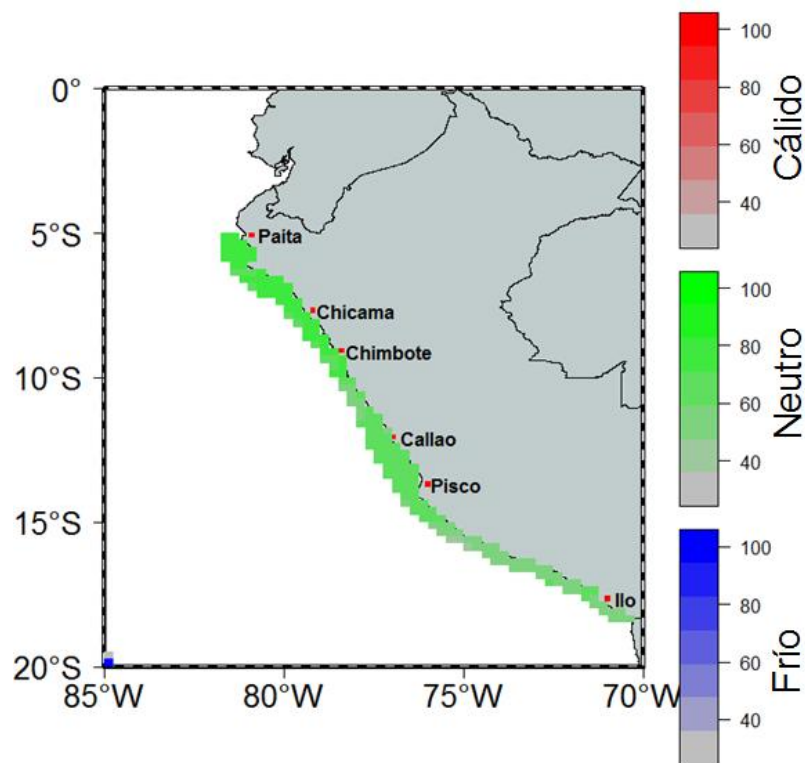 0°
5°S
10°S
15°S
20°S
85°W
80°W
75°W
70°W
Paita
Chicama
Chimbote
Callao
Pisco
Ilo
100
80
60
40
Cálido
100
80
60
40
Neutro
100
80
60
40
Frío